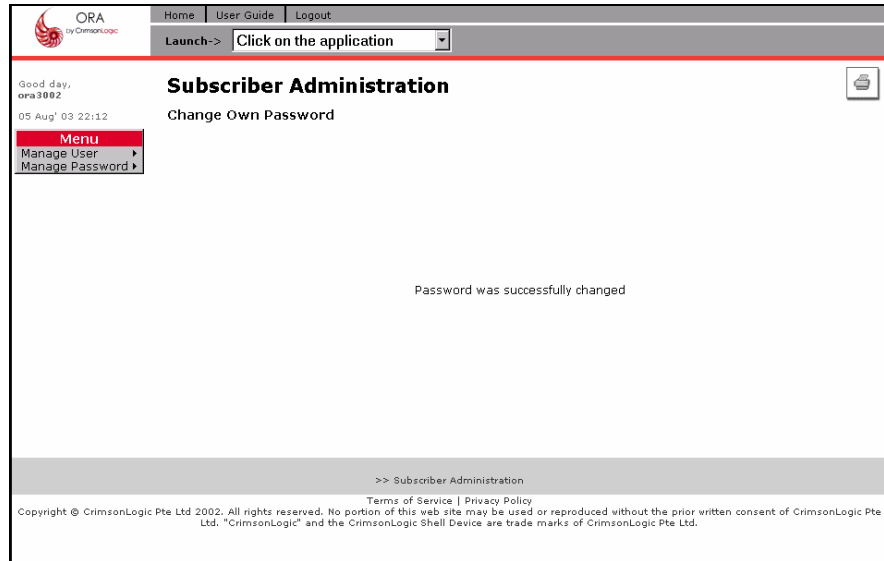 ORA
by CrimsonLogic
Home User Guide Logout
Launch-> Click on the application
Good day,
ora3002
05 Aug' 03 22:12
Menu
Manage User
Manage Password
Subscriber Administration
Change Own Password
Password was successfully changed
>> Subscriber Administration
Terms of Service | Privacy Policy
Copyright © CrimsonLogic Pte Ltd 2002. All rights reserved. No portion of this web site may be used or reproduced without the prior written consent of CrimsonLogic Pte
Ltd. "CrimsonLogic" and the CrimsonLogic Shell Device are trade marks of CrimsonLogic Pte Ltd.